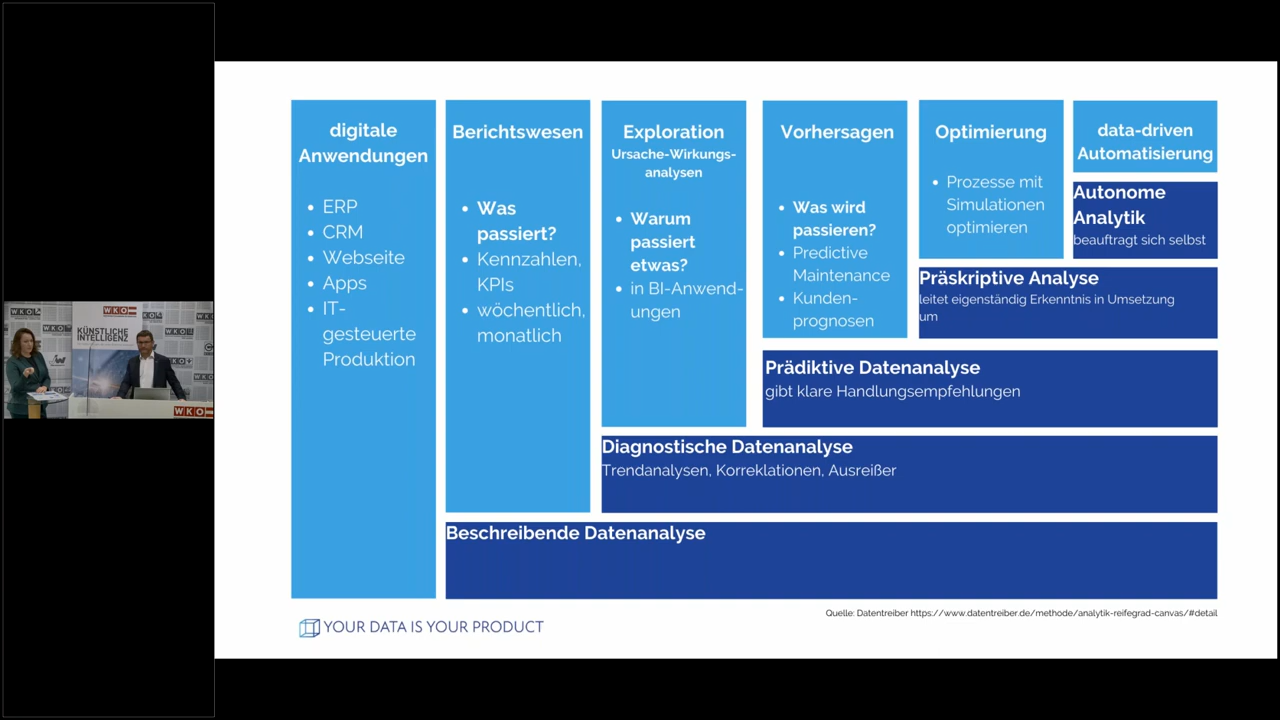 digitale
Anwendungen
ERP
CRM
Webseite
Apps
IT-
gesteuerte
Produktion
Berichtswesen
Was
passiert?
Kennzahlen,
KPIs
wöchentlich,
monatlich
Exploration
Ursache-Wirkungs-
analysen
Warum
passiert
etwas?
in BI-Anwend-
ungen
Vorhersagen
Was wird
passieren?
Predictive
Maintenance
Kunden-
prognosen
Optimierung
Prozesse mit
Simulationen
optimieren
data-driven
Automatisierung
Autonome
Analytik
beauftragt sich selbst
Präskriptive Analyse
leitet eigenständig Erkenntnis in Umsetzung
um
Prädiktive Datenanalyse
gibt klare Handlungsempfehlungen
Diagnostische Datenanalyse
Trendanalysen, Korreklationen, Ausreißer
Beschreibende Datenanalyse
Quelle: Datentreiber https://www.datentreiber.de/methode/analytik-reifegrad-canvas/#detail
YOUR DATA IS YOUR PRODUCT
WKO
KÜNSTLICHE
INTELLIGENZ
WKO